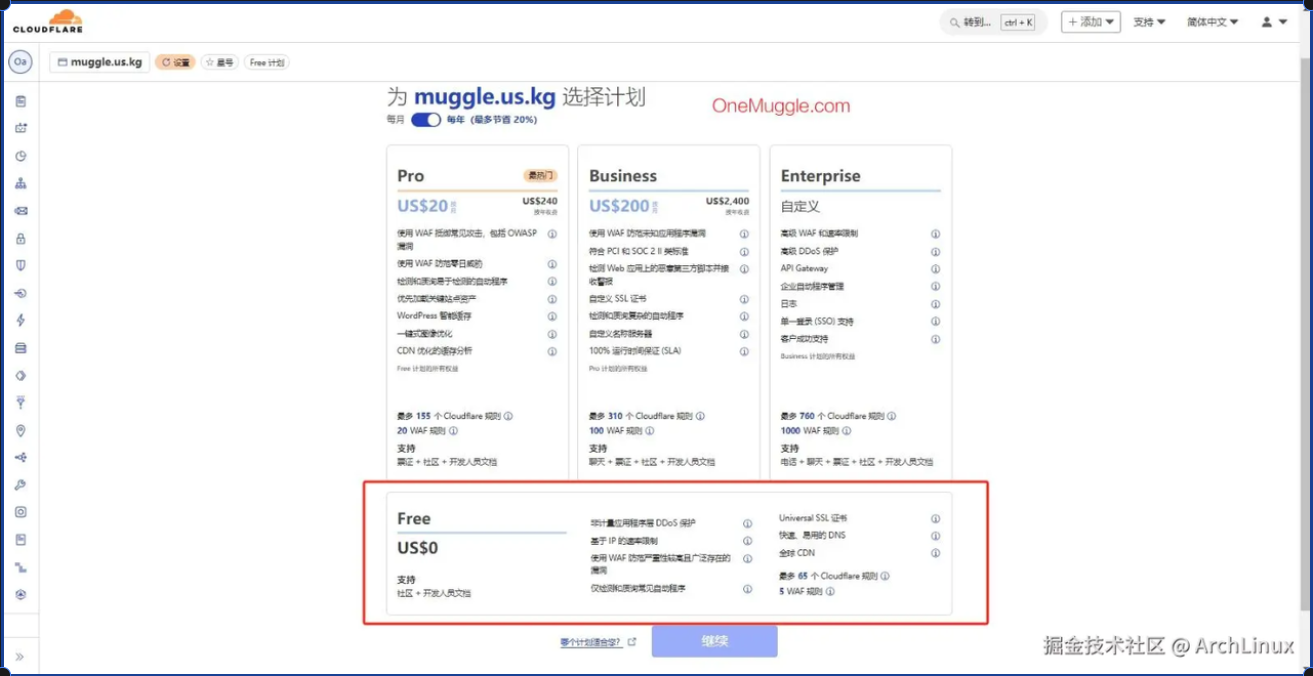 CLOUDFLARE
转到... ctrl + K
+ 添加
支持
简体中文
Oa
muggle.us.kg
设置
☆ 星号
Free 计划
为 muggle.us.kg 选择计划
OneMuggle.com
每月 每年（最多节省 20%）
Pro 最热门
US$20 US$240
按年收费
使用 WAF 抵御常见攻击，包括 OWASP
漏洞
使用 WAF 防范零日威胁
检测和质询易于检测的自动程序
优先加载关键站点资产
WordPress 智能缓存
一键式图像优化
CDN 优化的缓存分析
Free 计划的所有权益
最多 155 个 Cloudflare 规则
20 WAF 规则
支持
票证 + 社区 + 开发人员文档
Business
US$200 US$2,400
按年收费
使用 WAF 防范未知应用程序漏洞
符合 PCI 和 SOC 2 II 类标准
检测 Web 应用上的恶意第三方脚本并接
收警报
自定义 SSL 证书
检测和质询复杂的自动程序
自定义名称服务器
100% 运行时间保证 (SLA)
Pro 计划的所有权益
最多 310 个 Cloudflare 规则
100 WAF 规则
支持
聊天 + 票证 + 社区 + 开发人员文档
Enterprise
自定义
高级 WAF 和速率限制
高级 DDoS 保护
API Gateway
企业自动程序管理
日志
单一登录 (SSO) 支持
客户成功支持
Business 计划的所有权益
最多 760 个 Cloudflare 规则
1000 WAF 规则
支持
电话 + 聊天 + 票证 + 社区 + 开发人员文档
Free
US$0
支持
社区 + 开发人员文档
非计量应用程序层 DDoS 保护
基于 IP 的速率限制
使用 WAF 防范严重性较高且广泛存在的
漏洞
仅检测和质询常见自动程序
Universal SSL 证书
快速、易用的 DNS
全球 CDN
最多 65 个 Cloudflare 规则
5 WAF 规则
哪个计划适合您?
继续
掘金技术社区 @ ArchLinux